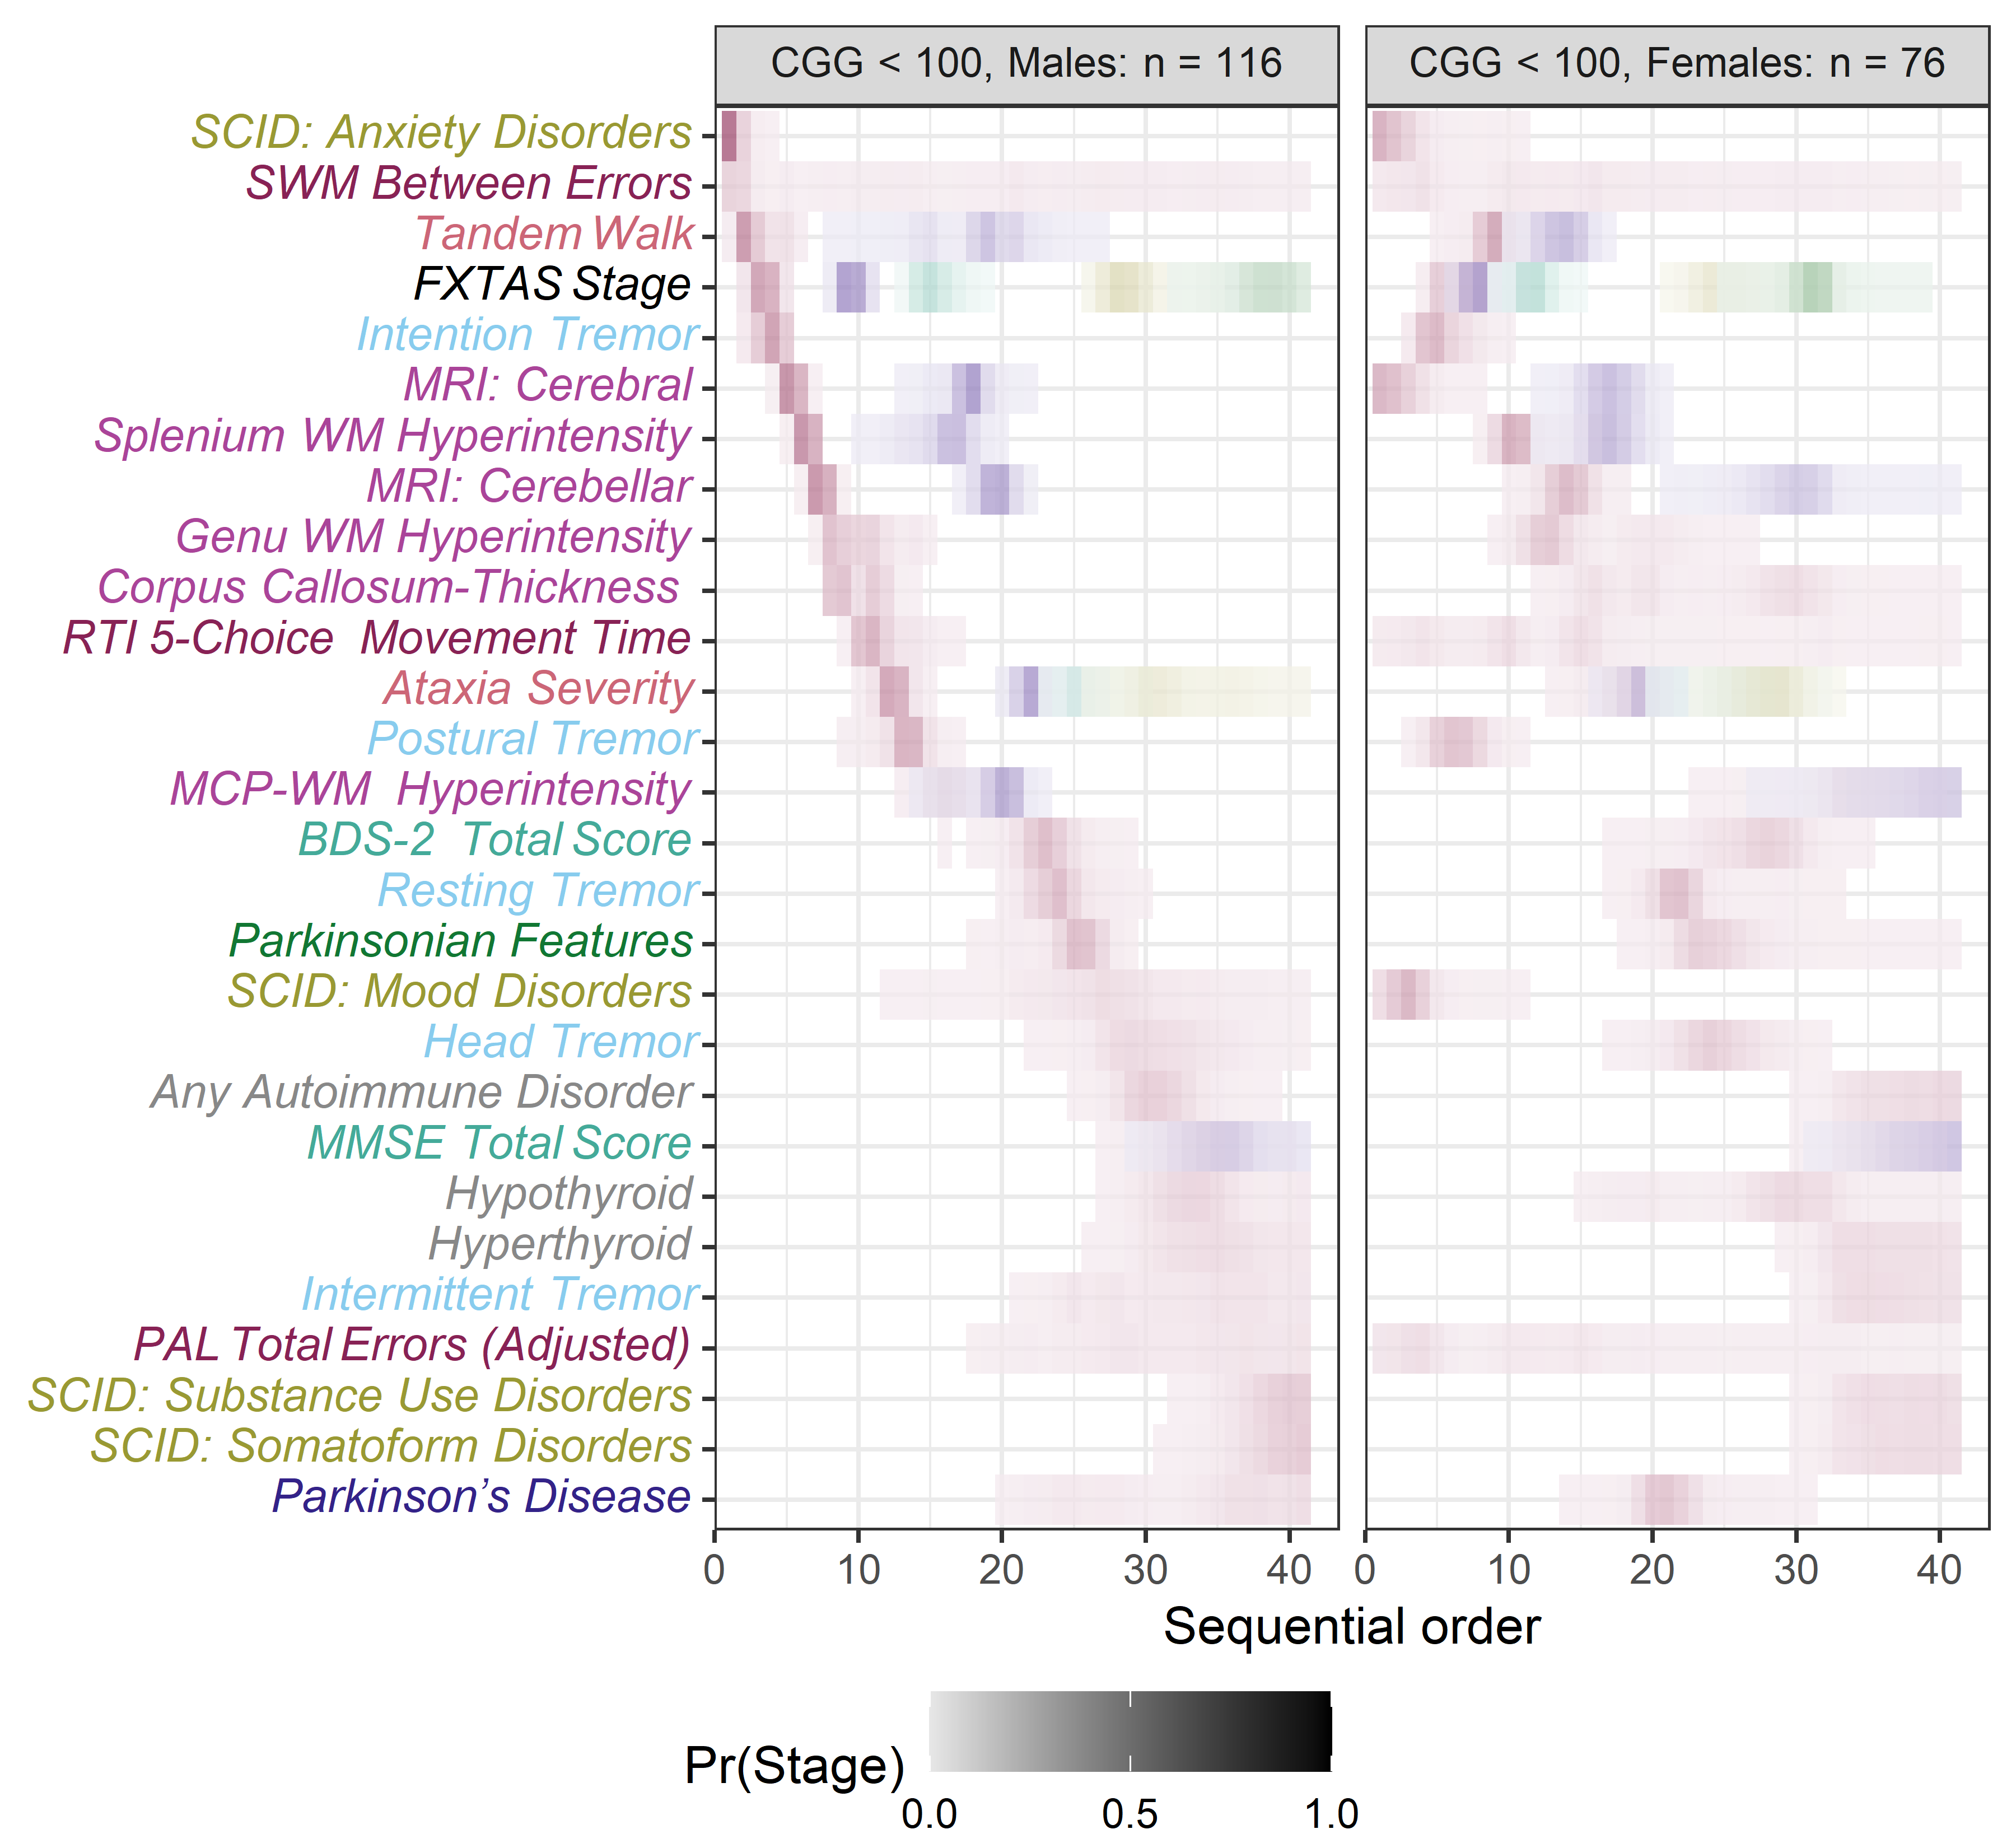 CGG < 100, Males: n = 116
CGG < 100, Females: n = 76
SCID: Anxiety Disorders
SWM Between Errors
Tandem Walk
FXTAS Stage
Intention Tremor
MRI: Cerebral
Splenium WM Hyperintensity
MRI: Cerebellar
Genu WM Hyperintensity
Corpus Callosum-Thickness
RTI 5-Choice Movement Time
Ataxia Severity
Postural Tremor
MCP-WM Hyperintensity
BDS-2 Total Score
Resting Tremor
Parkinsonian Features
SCID: Mood Disorders
Head Tremor
Any Autoimmune Disorder
MMSE Total Score
Hypothyroid
Hyperthyroid
Intermittent Tremor
PAL Total Errors (Adjusted)
SCID: Substance Use Disorders
SCID: Somatoform Disorders
Parkinson’s Disease
0 10 20 30 40
0 10 20 30 40
Sequential order
Pr(Stage)
0.0 0.5 1.0